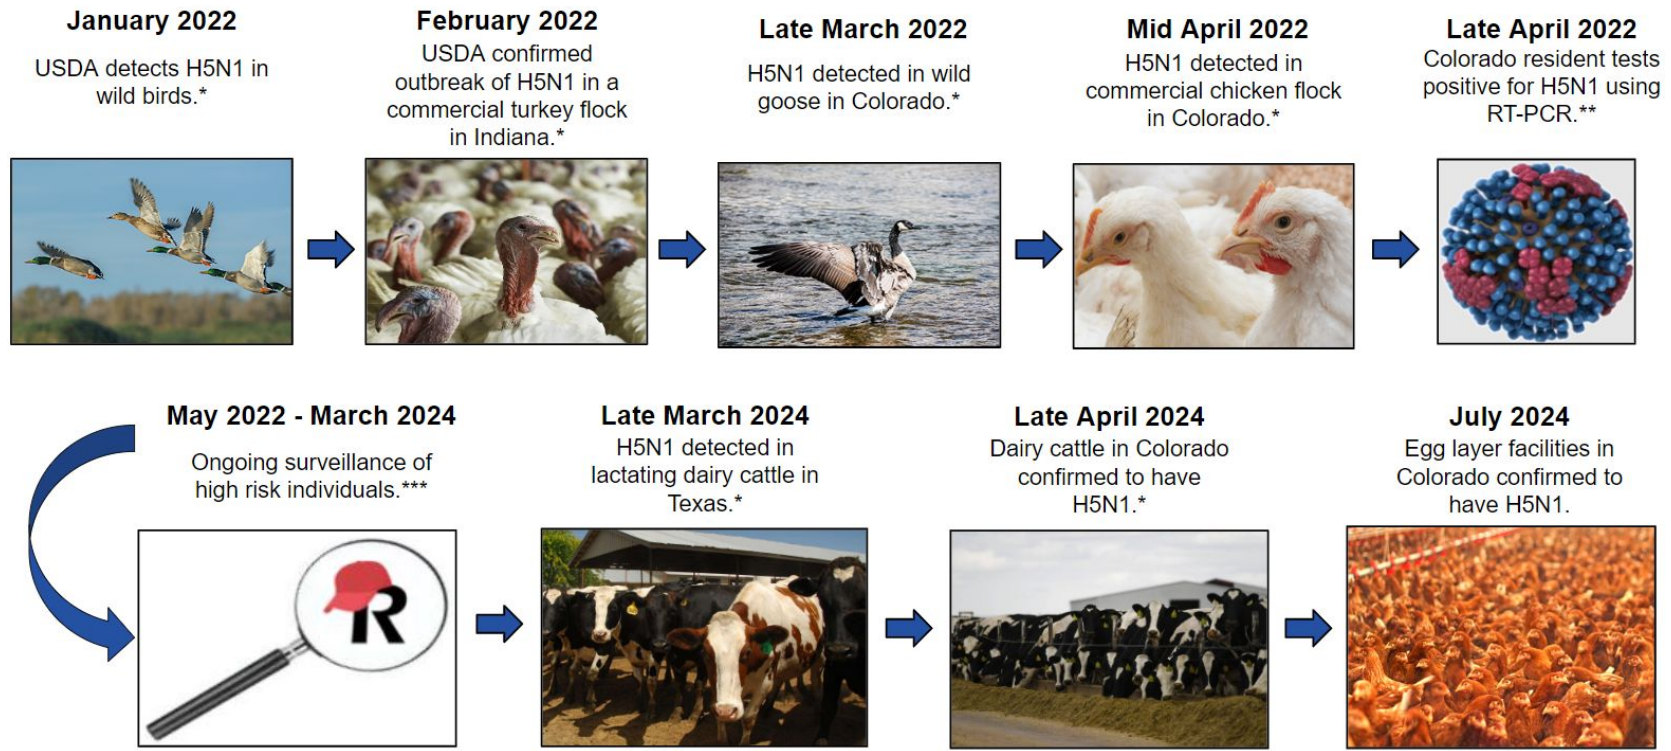 January 2022
USDA detects H5N1 in
wild birds.*
February 2022
USDA confirmed
outbreak of H5N1 in a
commercial turkey flock
in Indiana.*
Late March 2022
H5N1 detected in wild
goose in Colorado.*
Mid April 2022
H5N1 detected in
commercial chicken flock
in Colorado.*
Late April 2022
Colorado resident tests
positive for H5N1 using
RT-PCR.**
May 2022 - March 2024
Ongoing surveillance of
high risk individuals.***
R
Late March 2024
H5N1 detected in
lactating dairy cattle in
Texas.*
Late April 2024
Dairy cattle in Colorado
confirmed to have
H5N1.*
July 2024
Egg layer facilities in
Colorado confirmed to
have H5N1.